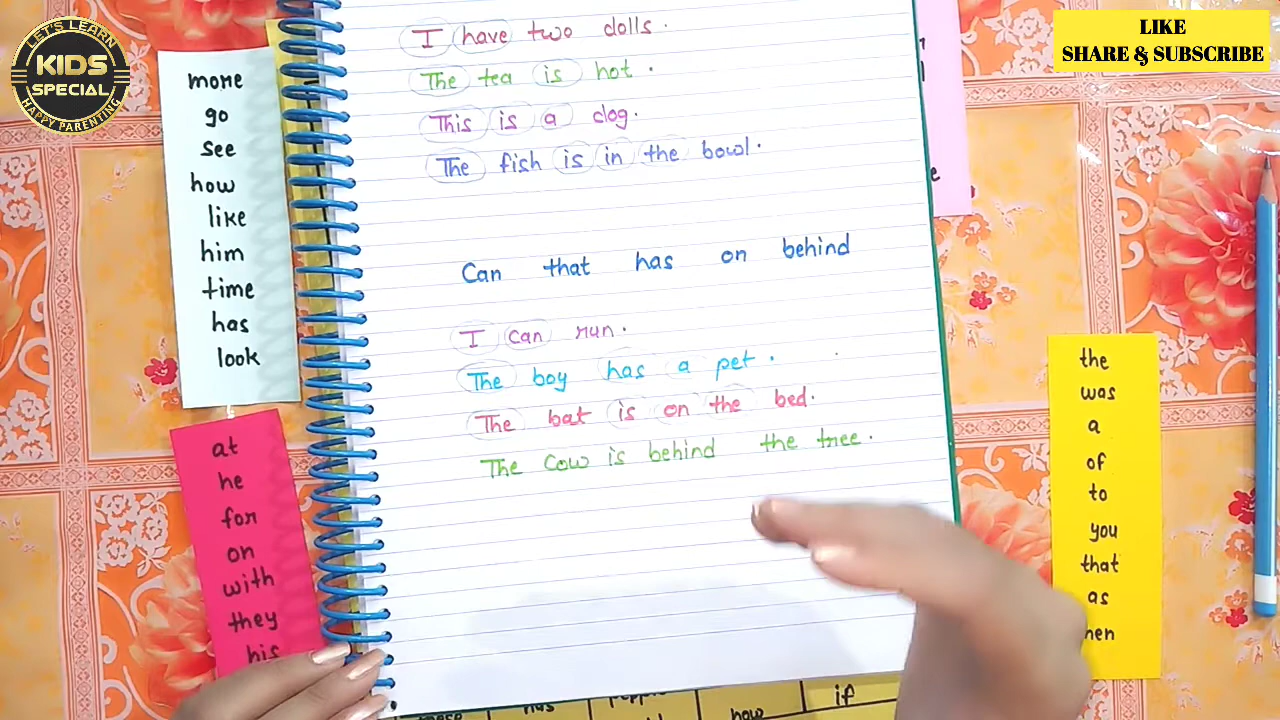 LET'S LEARN
KIDS
SPECIAL
HAPPY PARENTING
LIKE
SHARE & SUBSCRIBE
more
go
see
how
like
him
time
has
look
at
he
for
on
with
they
his
I have two dolls.
The tea is hot.
This is a dog.
The fish is in the bowl.
Can that has on behind
I can run.
The boy has a pet.
The bat is on the bed.
The cow is behind the tree.
the
was
a
of
to
you
that
as
has
how
if